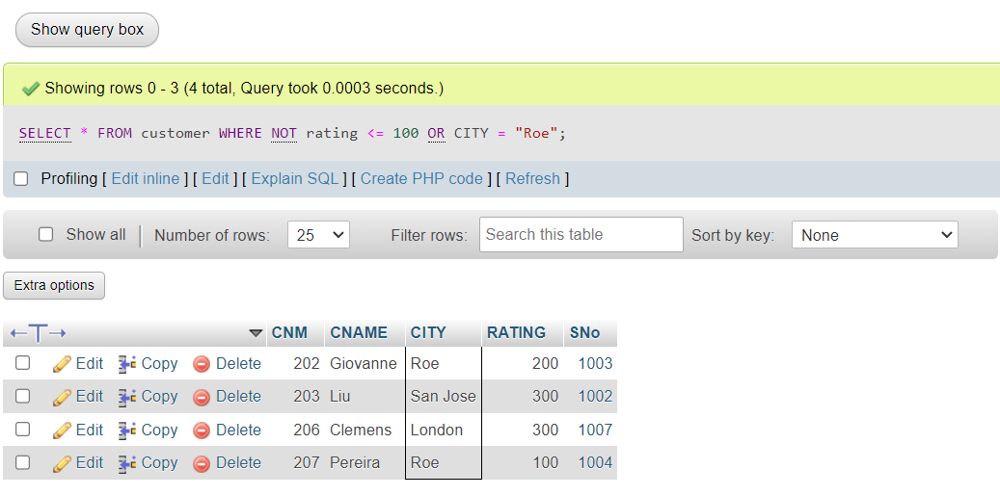 Show query box
Showing rows 0 - 3 (4 total, Query took 0.0003 seconds.)
SELECT * FROM customer WHERE NOT rating <= 100 OR CITY = "Roe";
Profiling [ Edit inline ] [ Edit ] [ Explain SQL ] [ Create PHP code ] [ Refresh ]
Show all Number of rows: 25 Filter rows: Search this table Sort by key: None
Extra options
←T→ CNM CNAME CITY RATING SNo
Edit Copy Delete 202 Giovanne Roe 200 1003
Edit Copy Delete 203 Liu San Jose 300 1002
Edit Copy Delete 206 Clemens London 300 1007
Edit Copy Delete 207 Pereira Roe 100 1004